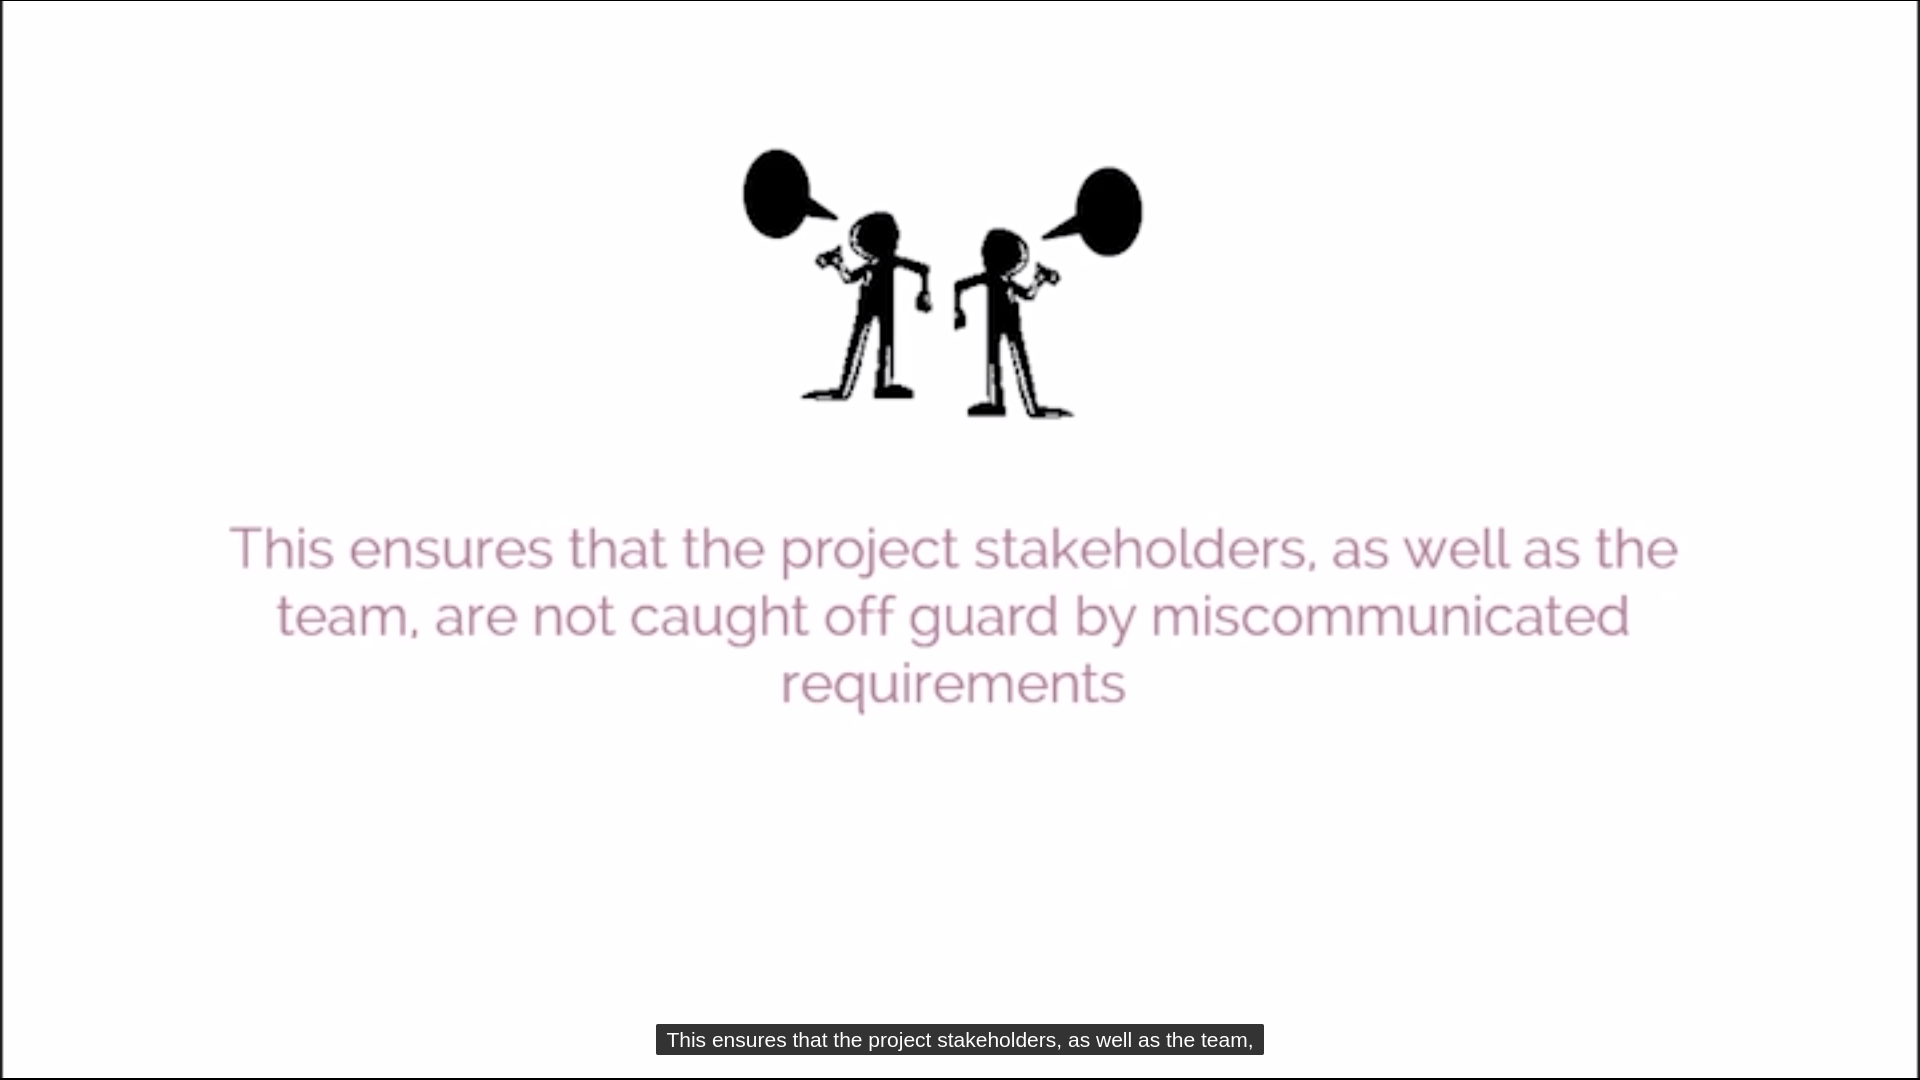 This ensures that the project stakeholders, as well as the
team, are not caught off guard by miscommunicated
requirements
This ensures that the project stakeholders, as well as the team,